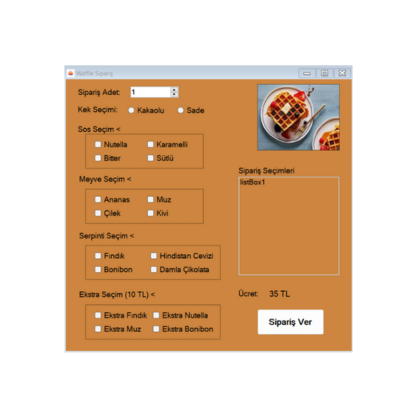 Waffle Sipariş
Sipariş Adet: 1
Kek Seçimi: Kakaolu Sade
Sos Seçim <
Nutella Karamelli
Bitter Sütlü
Meyve Seçim <
Ananas Muz
Çilek Kivi
Serpinti Seçim <
Fındık Hindistan Cevizi
Bonibon Damla Çikolata
Ekstra Seçim (10 TL) <
Ekstra Fındık Ekstra Nutella
Ekstra Muz Ekstra Bonibon
Sipariş Seçimleri
listBox1
Ücret: 35 TL
Sipariş Ver